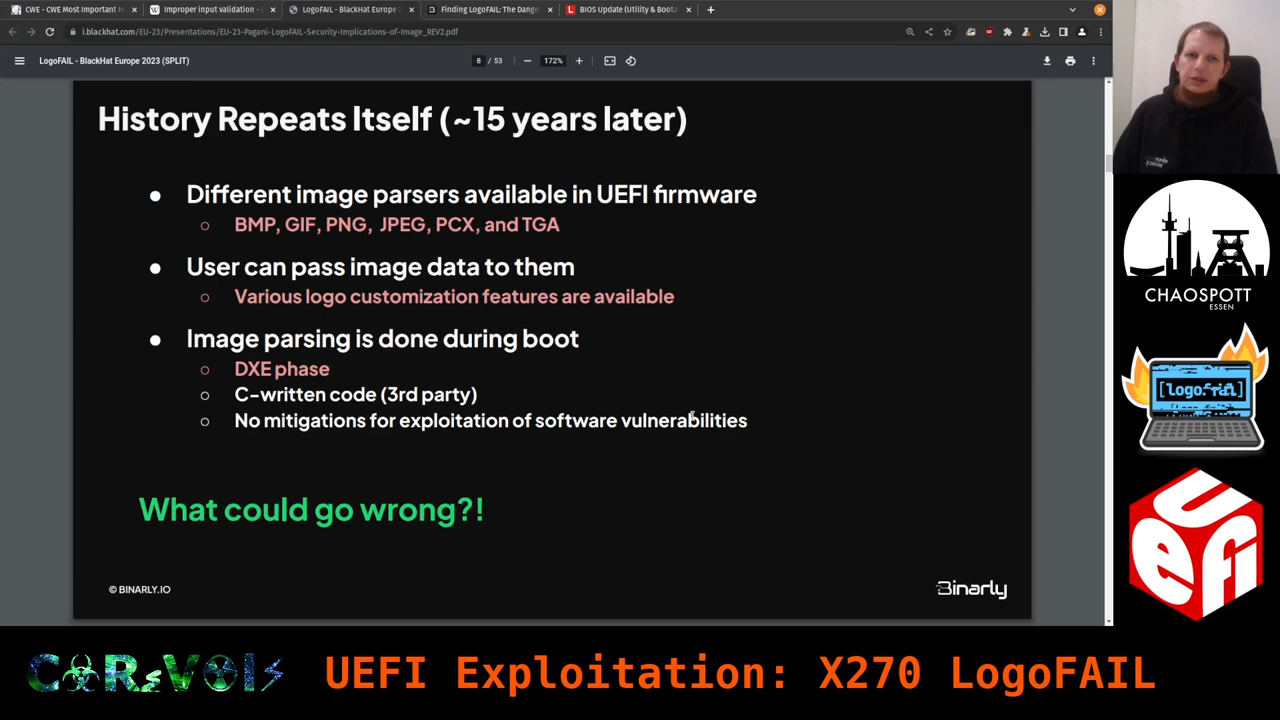 CWE - CWE Most Important H
Improper input validation -
LogoFAIL - BlackHat Europe 2
Finding LogoFAIL: The Dange
BIOS Update (Utility & Boota
i.blackhat.com/EU-23/Presentations/EU-23-Pagani-LogoFAIL-Security-Implications-of-Image_REV2.pdf
LogoFAIL - BlackHat Europe 2023 (SPLIT)
8 / 53
172%
History Repeats Itself (~15 years later)
● Different image parsers available in UEFI firmware
○ BMP, GIF, PNG, JPEG, PCX, and TGA
● User can pass image data to them
○ Various logo customization features are available
● Image parsing is done during boot
○ DXE phase
○ C-written code (3rd party)
○ No mitigations for exploitation of software vulnerabilities
What could go wrong?!
© BINARLY.IO
Binarly
CHAOSPOTT
ESSEN
[logofail]
UEFI
UEFI Exploitation: X270 LogoFAIL